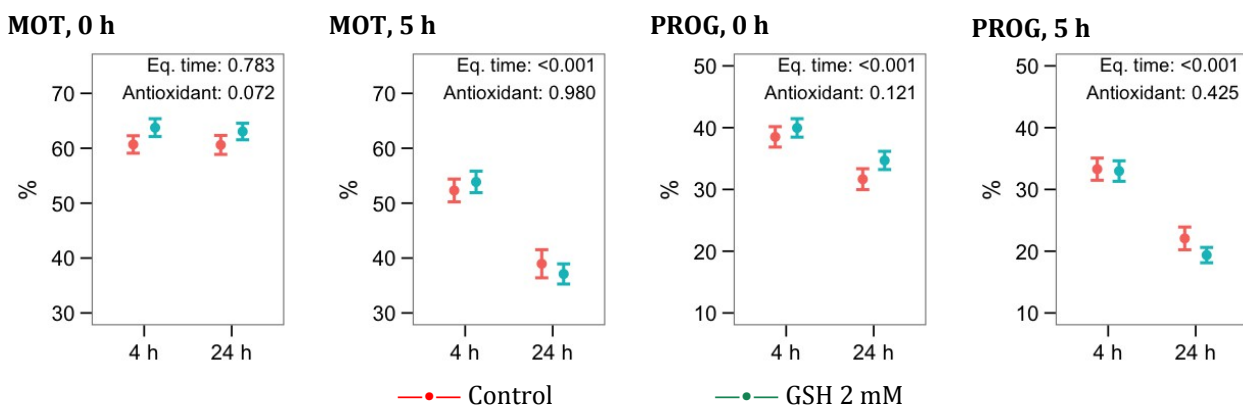 MOT, 0 h
MOT, 5 h
PROG, 0 h
PROG, 5 h
Eq. time: 0.783
Antioxidant: 0.072
70
60
50
40
30
%
4 h 24 h
Eq. time: <0.001
Antioxidant: 0.980
70
60
50
40
30
%
4 h 24 h
Eq. time: <0.001
Antioxidant: 0.121
50
40
30
20
10
%
4 h 24 h
Eq. time: <0.001
Antioxidant: 0.425
50
40
30
20
10
%
4 h 24 h
Control
GSH 2 mM